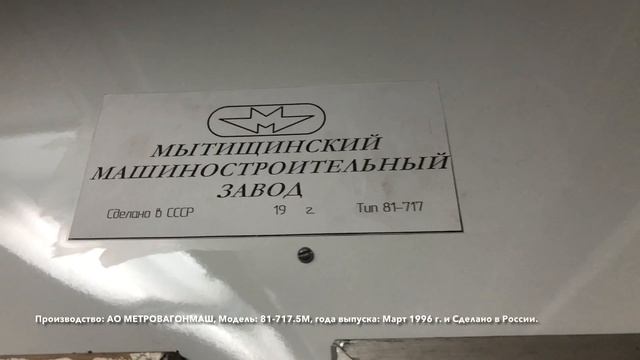 М
МЫТИЩИНСКИЙ
МАШИНОСТРОИТЕЛЬНЫЙ
ЗАВОД
Сделано в СССР 19 г. Тип 81-717
Производство: АО МЕТРОВАГОНМАШ, Модель: 81-717.5М, года выпуска: Март 1996 г. и Сделано в России.